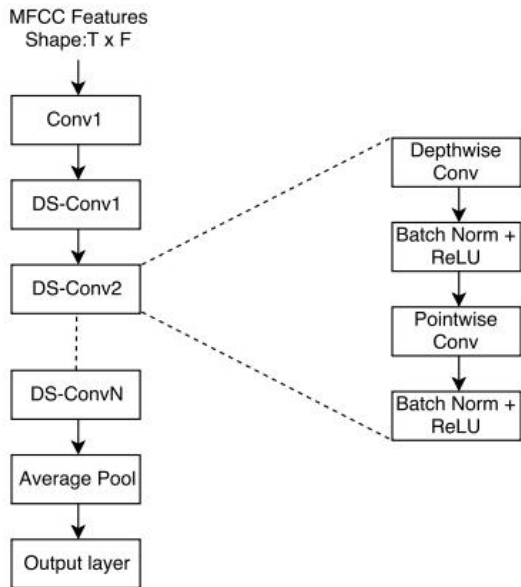 MFCC Features
Shape:T x F
Conv1
DS-Conv1
DS-Conv2
DS-ConvN
Average Pool
Output layer
Depthwise
Conv
Batch Norm +
ReLU
Pointwise
Conv
Batch Norm +
ReLU